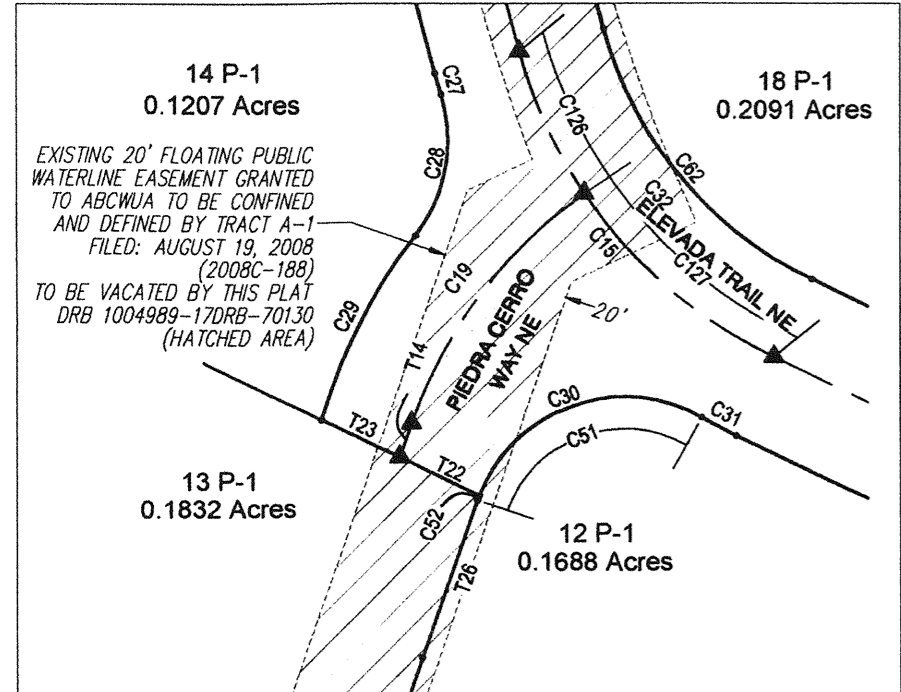 14 P-1
0.1207 Acres
18 P-1
0.2091 Acres
EXISTING 20' FLOATING PUBLIC
WATERLINE EASEMENT GRANTED
TO ABCWUA TO BE CONFINED
AND DEFINED BY TRACT A-1
FILED: AUGUST 19, 2008
(2008C-188)
TO BE VACATED BY THIS PLAT
DRB 1004989-17DRB-70130
(HATCHED AREA)
C27
C28
C29
C126
C62
C32
ELEVADA TRAIL NE
C15
C127
C19
T14
PIEDRA CERRO
WAY NE
20'
C30
C31
C51
T23
T22
C52
T26
13 P-1
0.1832 Acres
12 P-1
0.1688 Acres